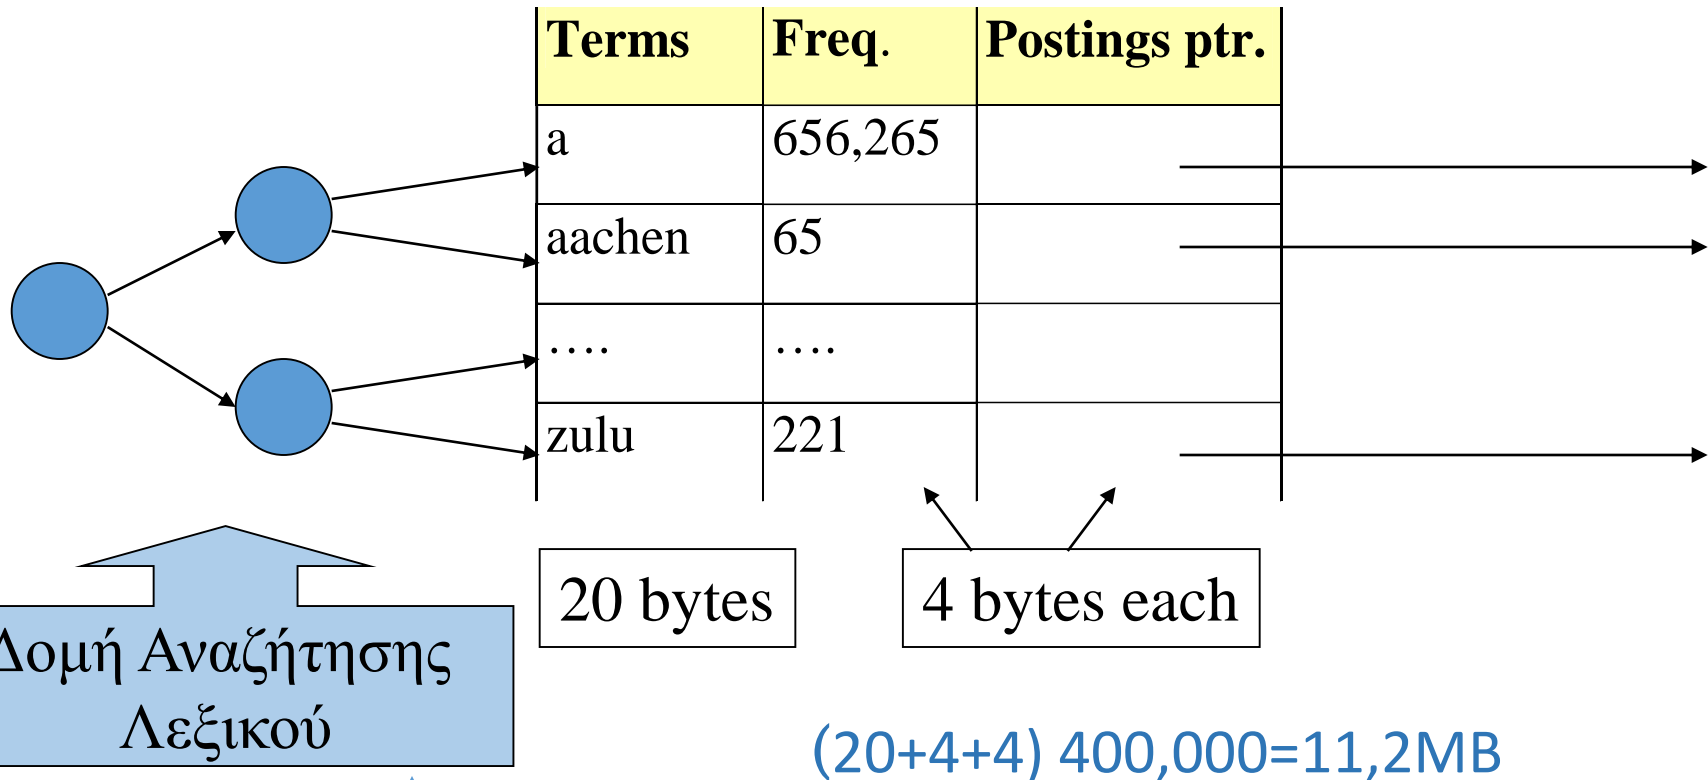 Terms Freq. Postings ptr.
a 656,265
aachen 65
…. ….
zulu 221
20 bytes 4 bytes each
Δομή Αναζήτησης
Λεξικού
(20+4+4) 400,000=11,2MB